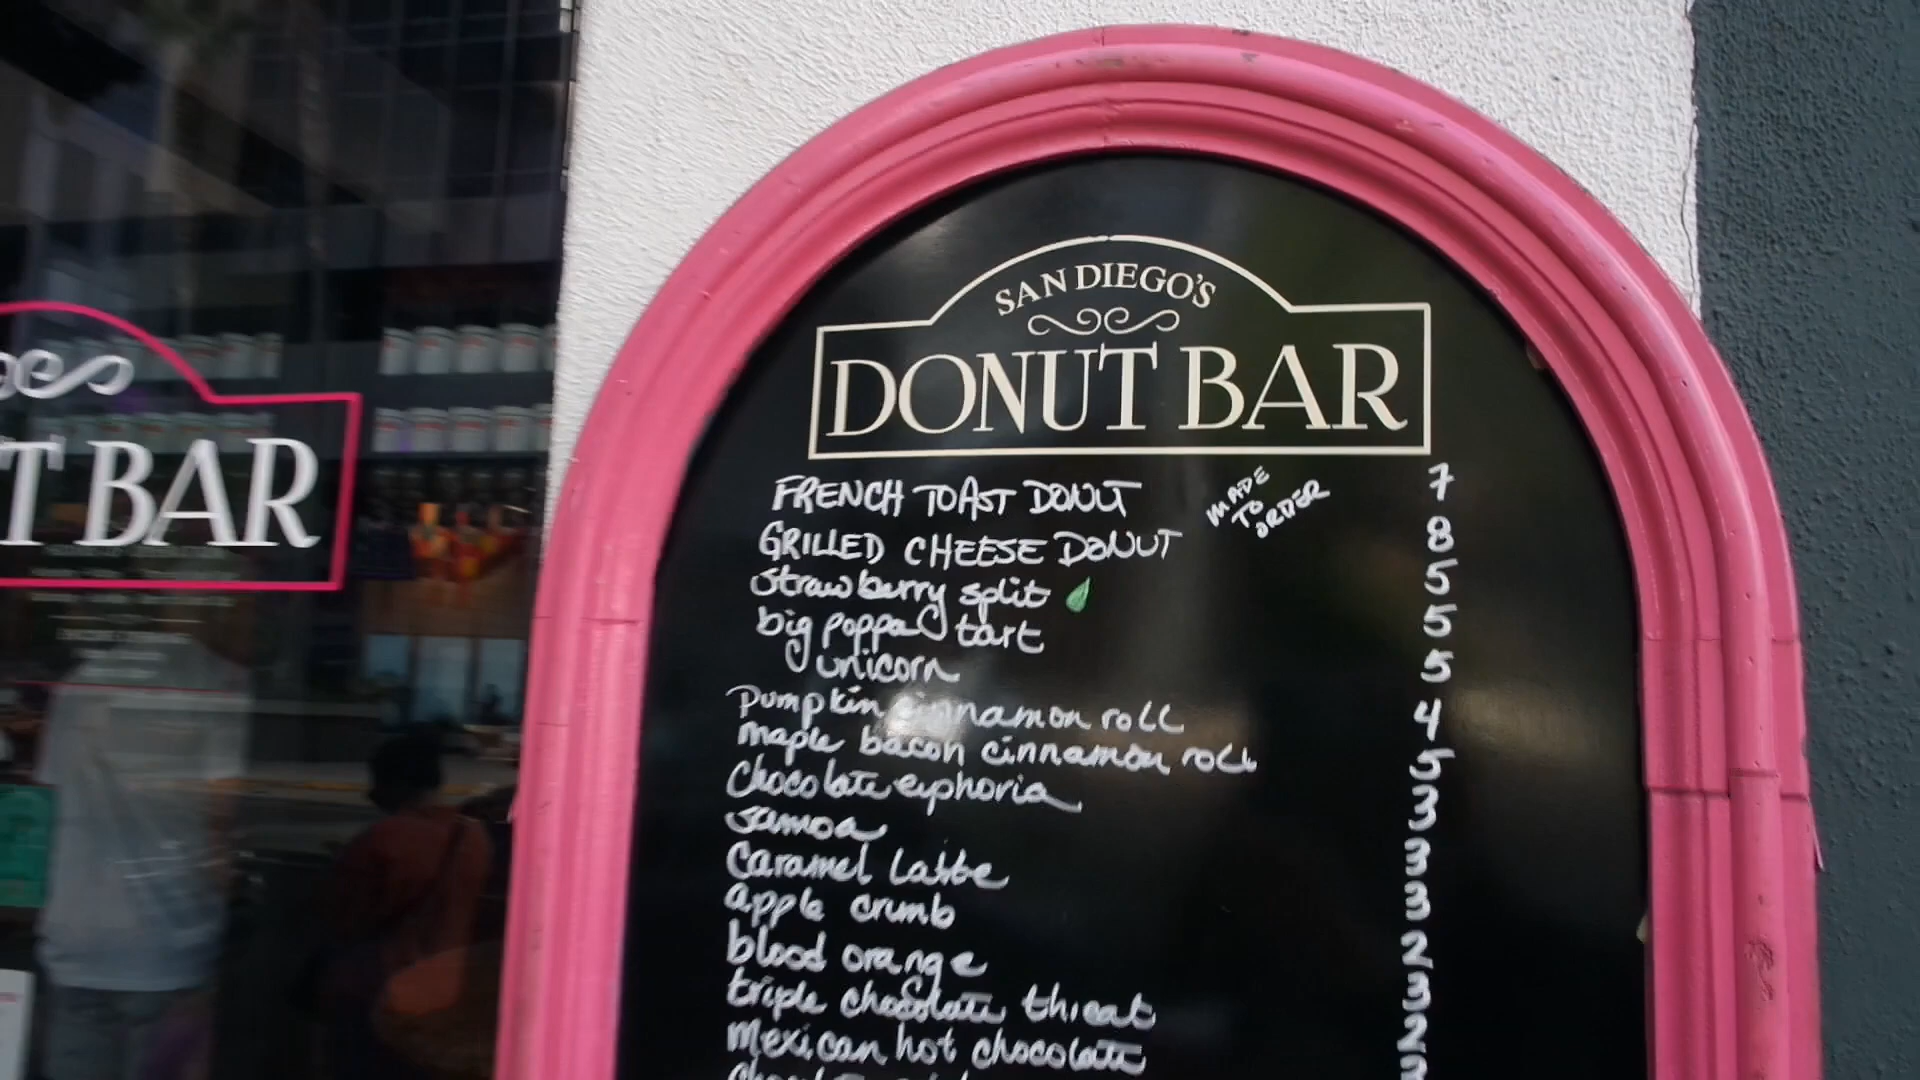 T BAR
SAN DIEGO'S
DONUT BAR
FRENCH TOAST DONUT 7
MADE
TO
ORDER
GRILLED CHEESE DONUT 8
strawberry split 5
big poppa tart 5
unicorn 5
pumpkin cinnamon roll 4
maple bacon cinnamon roll 5
chocolate euphoria 3
samoa 3
caramel latte 3
apple crumb 2
blood orange 3
triple chocolate threat 2
mexican hot chocolate